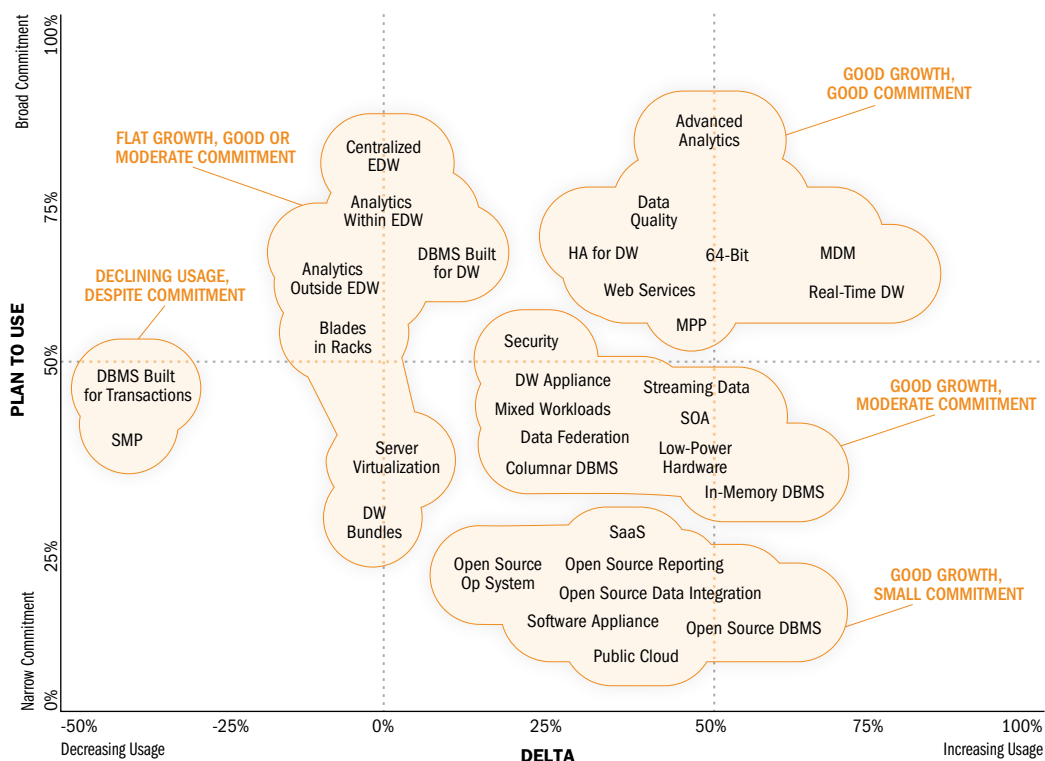 100%
Broad Commitment
75%
50%
PLAN TO USE
25%
Narrow Commitment
0%
GOOD GROWTH,
GOOD COMMITMENT
Advanced
Analytics
Data
Quality
HA for DW
64-Bit
MDM
Web Services
Real-Time DW
MPP
FLAT GROWTH, GOOD OR
MODERATE COMMITMENT
Centralized
EDW
Analytics
Within EDW
DBMS Built
for DW
Analytics
Outside EDW
Blades
in Racks
Server
Virtualization
DW
Bundles
DECLINING USAGE,
DESPITE COMMITMENT
DBMS Built
for Transactions
SMP
GOOD GROWTH,
MODERATE COMMITMENT
Security
DW Appliance
Streaming Data
Mixed Workloads
SOA
Data Federation
Low-Power
Hardware
Columnar DBMS
In-Memory DBMS
GOOD GROWTH,
SMALL COMMITMENT
SaaS
Open Source
Op System
Open Source Reporting
Open Source Data Integration
Software Appliance
Open Source DBMS
Public Cloud
-50%
-25%
0%
25%
50%
75%
100%
Decreasing Usage
DELTA
Increasing Usage